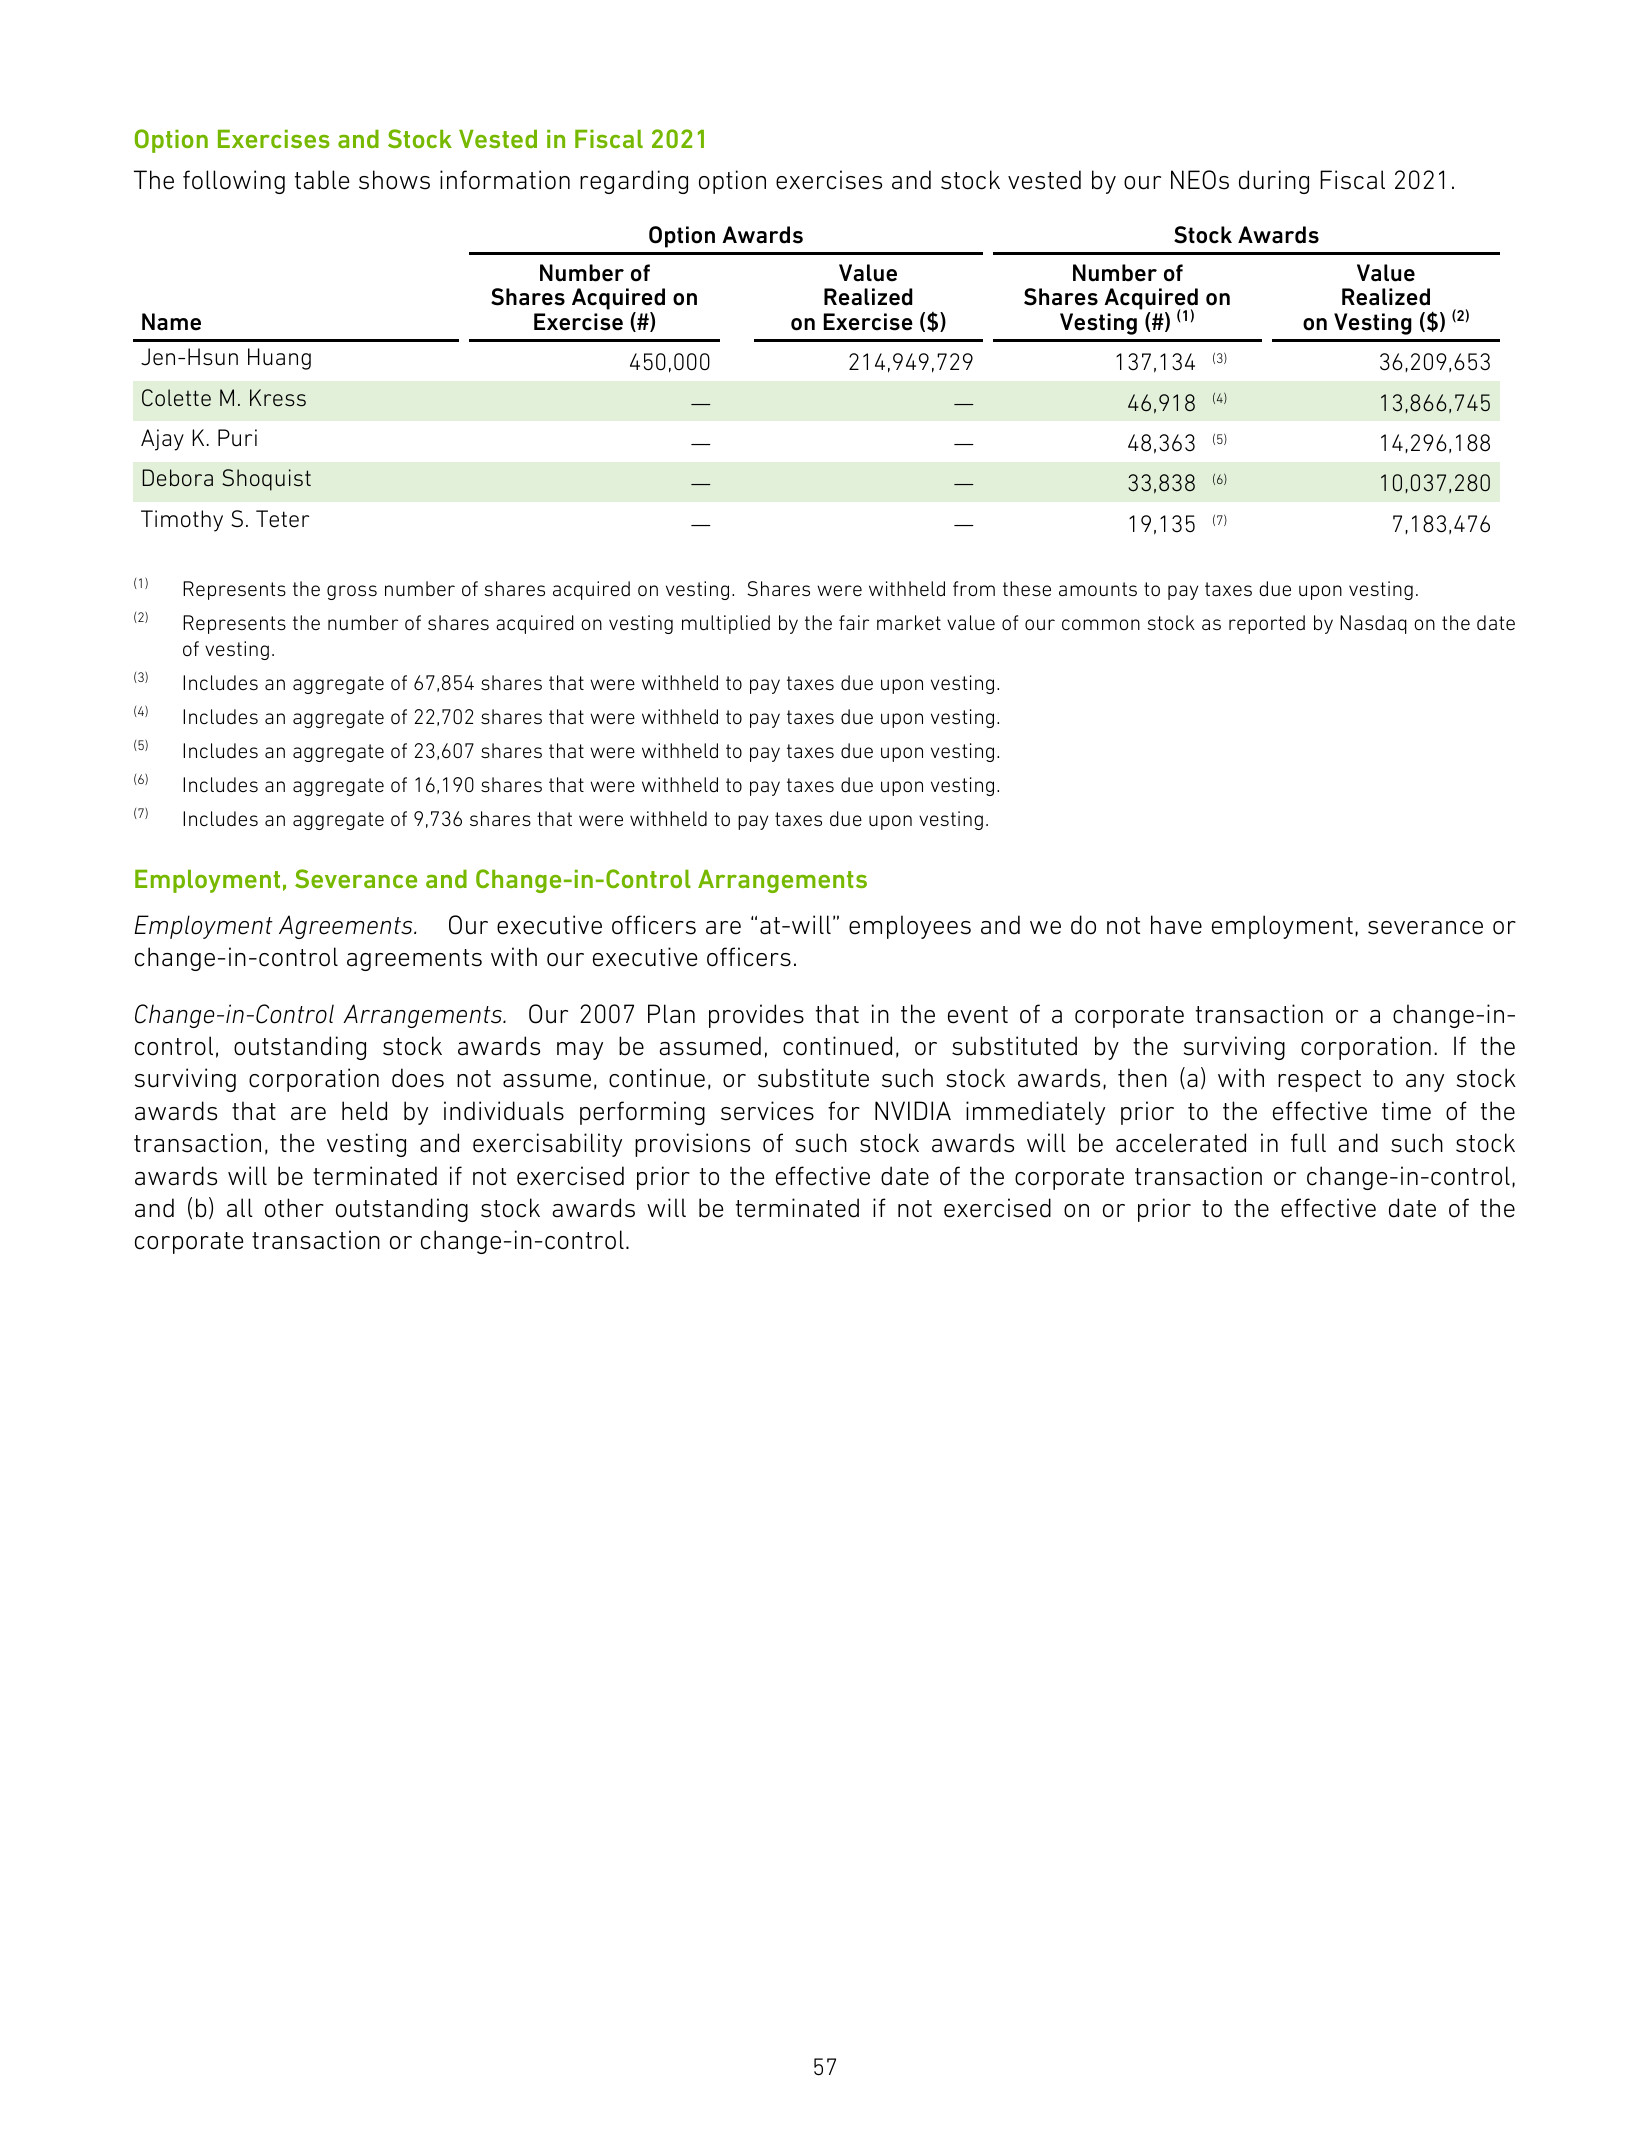 Option Exercises and Stock Vested in Fiscal 2021
The following table shows information regarding option exercises and stock vested by our NEOs during Fiscal 2021.
Option Awards Stock Awards
Name Number of Shares Acquired on Exercise (#) Value Realized on Exercise ($) Number of Shares Acquired on Vesting (#) (1) Value Realized on Vesting ($) (2)
Jen-Hsun Huang 450,000 214,949,729 137,134 (3) 36,209,653
Colette M. Kress — — 46,918 (4) 13,866,745
Ajay K. Puri — — 48,363 (5) 14,296,188
Debora Shoquist — — 33,838 (6) 10,037,280
Timothy S. Teter — — 19,135 (7) 7,183,476
(1) Represents the gross number of shares acquired on vesting. Shares were withheld from these amounts to pay taxes due upon vesting.
(2) Represents the number of shares acquired on vesting multiplied by the fair market value of our common stock as reported by Nasdaq on the date
of vesting.
(3) Includes an aggregate of 67,854 shares that were withheld to pay taxes due upon vesting.
(4) Includes an aggregate of 22,702 shares that were withheld to pay taxes due upon vesting.
(5) Includes an aggregate of 23,607 shares that were withheld to pay taxes due upon vesting.
(6) Includes an aggregate of 16,190 shares that were withheld to pay taxes due upon vesting.
(7) Includes an aggregate of 9,736 shares that were withheld to pay taxes due upon vesting.
Employment, Severance and Change-in-Control Arrangements
Employment Agreements. Our executive officers are “at-will” employees and we do not have employment, severance or
change-in-control agreements with our executive officers.
Change-in-Control Arrangements. Our 2007 Plan provides that in the event of a corporate transaction or a change-in-
control, outstanding stock awards may be assumed, continued, or substituted by the surviving corporation. If the
surviving corporation does not assume, continue, or substitute such stock awards, then (a) with respect to any stock
awards that are held by individuals performing services for NVIDIA immediately prior to the effective time of the
transaction, the vesting and exercisability provisions of such stock awards will be accelerated in full and such stock
awards will be terminated if not exercised prior to the effective date of the corporate transaction or change-in-control,
and (b) all other outstanding stock awards will be terminated if not exercised on or prior to the effective date of the
corporate transaction or change-in-control.
57